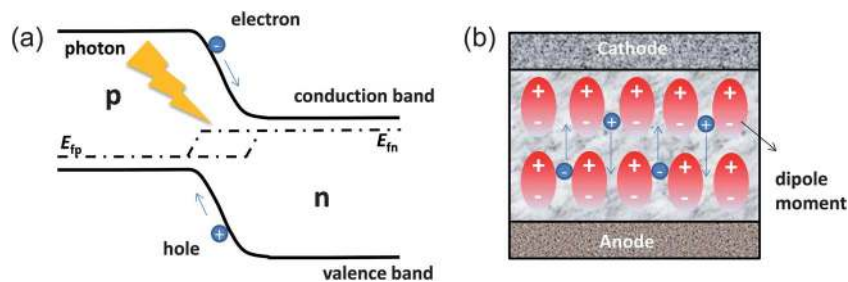 (a)
electron
photon
-
p
conduction band
Efp
Efn
n
+
hole
valence band
(b)
Cathode
+ + + + +
- - - - -
+ +
+ + + + +
- -
- - - - -
dipole
moment
Anode